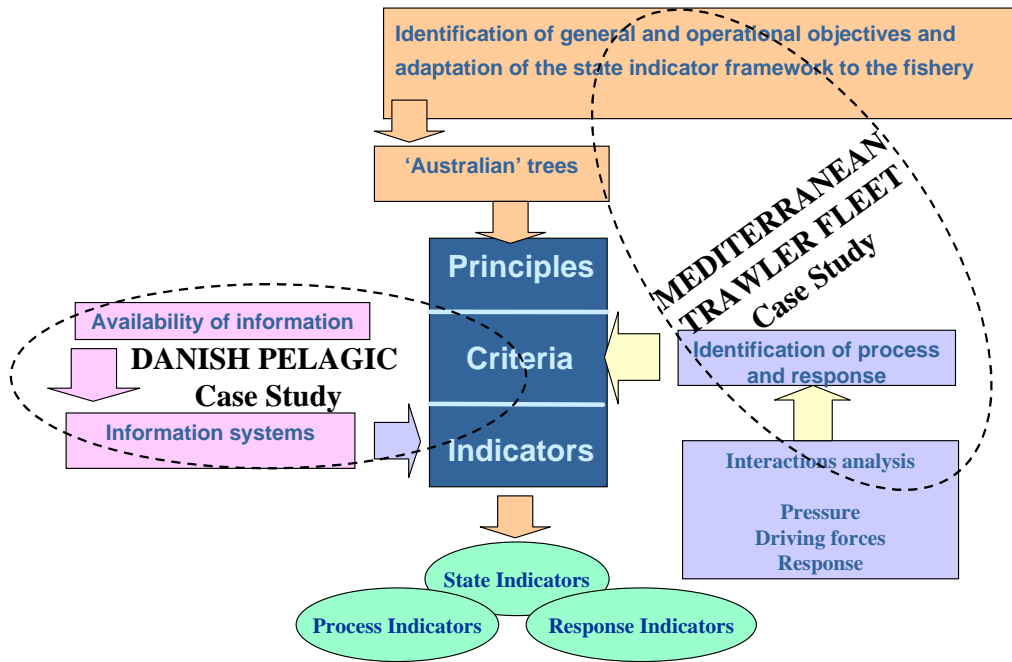 Identification of general and operational objectives and
adaptation of the state indicator framework to the fishery
‘Australian’ trees
Principles
Criteria
Indicators
Availability of information
DANISH PELAGIC
Case Study
Information systems
MEDITERRANEAN
TRAWLER FLEET
Case Study
Identification of process
and response
Interactions analysis
Pressure
Driving forces
Response
State Indicators
Process Indicators
Response Indicators